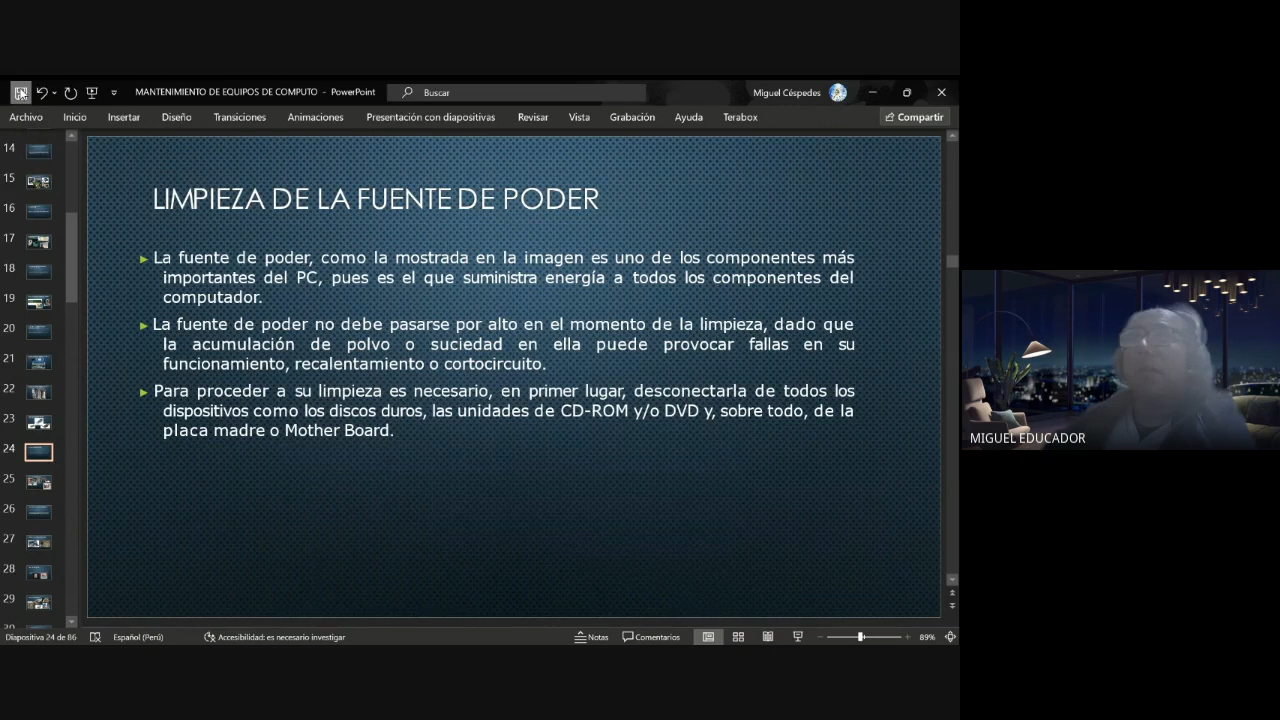 MANTENIMIENTO DE EQUIPOS DE COMPUTO - PowerPoint
Buscar
Miguel Céspedes
Archivo
Inicio
Insertar
Diseño
Transiciones
Animaciones
Presentación con diapositivas
Revisar
Vista
Grabación
Ayuda
Terabox
Compartir
14
15
16
17
18
19
20
21
22
23
24
25
26
27
28
29
LIMPIEZA DE LA FUENTE DE PODER
La fuente de poder, como la mostrada en la imagen es uno de los componentes más
importantes del PC, pues es el que suministra energía a todos los componentes del
computador.
La fuente de poder no debe pasarse por alto en el momento de la limpieza, dado que
la acumulación de polvo o suciedad en ella puede provocar fallas en su
funcionamiento, recalentamiento o cortocircuito.
Para proceder a su limpieza es necesario, en primer lugar, desconectarla de todos los
dispositivos como los discos duros, las unidades de CD-ROM y/o DVD y, sobre todo, de la
placa madre o Mother Board.
MIGUEL EDUCADOR
Diapositiva 24 de 86
Español (Perú)
Accesibilidad: es necesario investigar
Notas
Comentarios
89%